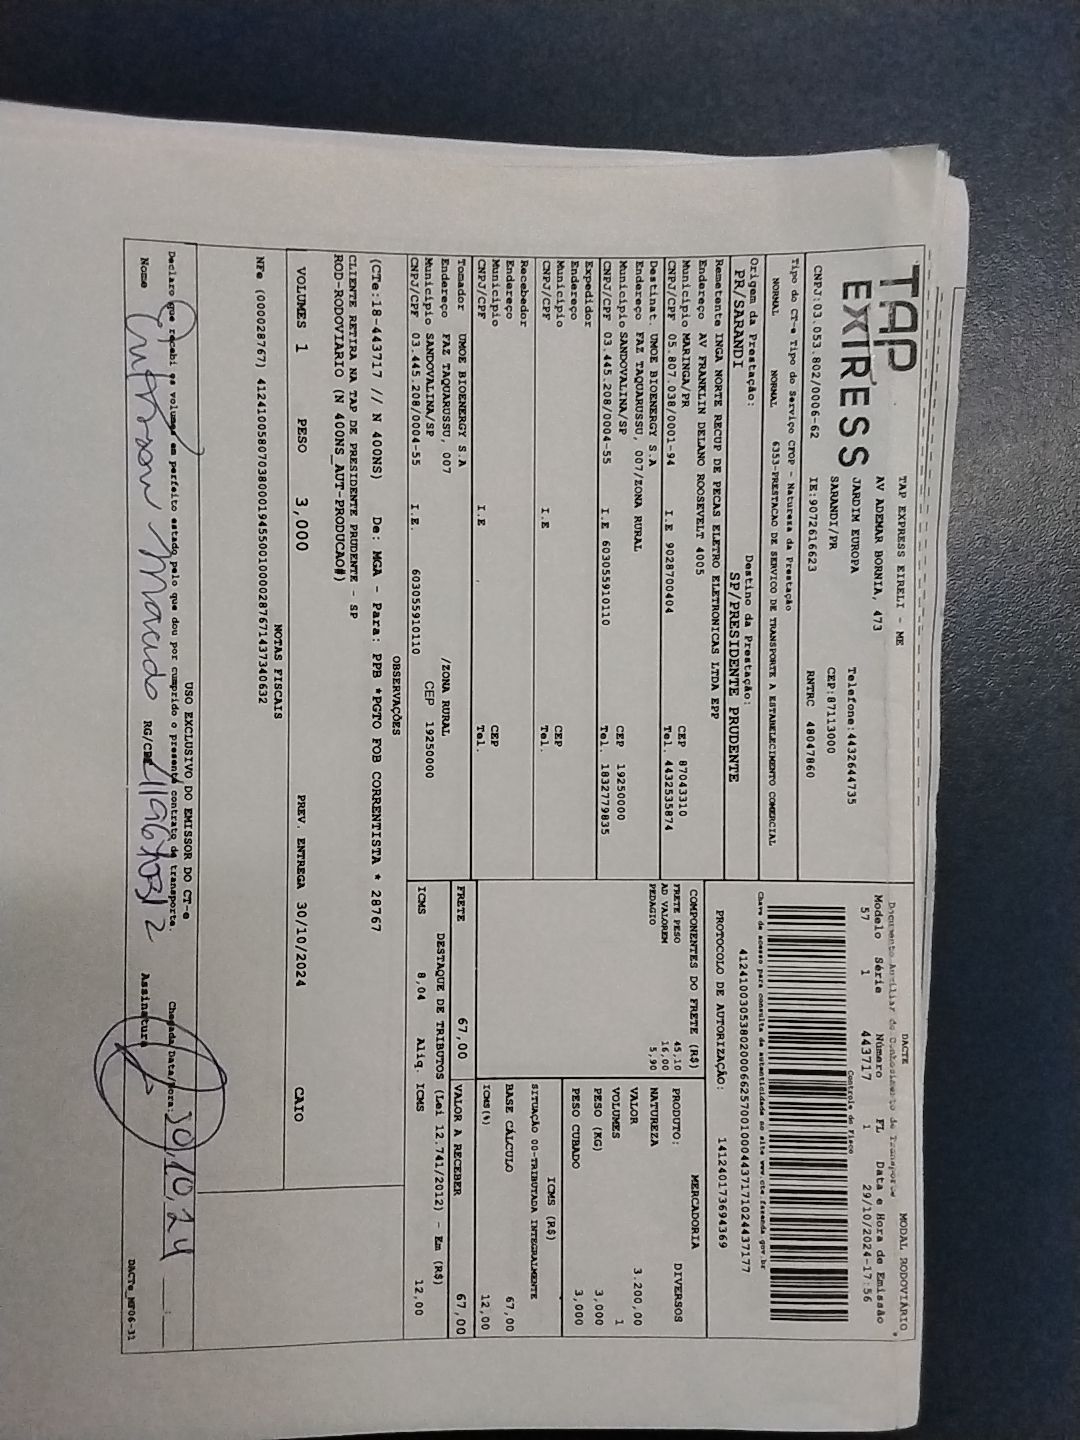 TAP
EXPRESS
TAP EXPRESS EIRELI - ME
AV ADEMAR BORNIA, 473
JARDIM EUROPA
SARANDI/PR
Telefone:4432644735
CEP:87113000
CNPJ:03.053.802/0006-62 IE:9072616623 RNTRC 48047860
DACTE MODAL RODOVIÁRIO
Documento Auxiliar do Conhecimento de Transporte
Modelo Série Número FL Data e Hora de Emissão
57 1 443717 1 29/10/2024-17:56
Controle do Fisco
Chave de acesso para consulta de autenticidade no site www.cte.fazenda.gov.br
41241003053802000662570010004437171024437177
PROTOCOLO DE AUTORIZAÇÃO: 141240173694369
Tipo do CT-e Tipo do Serviço CFOP - Natureza da Prestação
NORMAL NORMAL 6353-PRESTACAO DE SERVICO DE TRANSPORTE A ESTABELECIMENTO COMERCIAL
Origem da Prestação: Destino da Prestação:
PR/SARANDI SP/PRESIDENTE PRUDENTE
Remetente INGA NORTE RECUP DE PECAS ELETRO ELETRONICAS LTDA EPP
Endereço AV FRANKLIN DELANO ROOSEVELT 4005
Município MARINGA/PR CEP 87043310
CNPJ/CPF 05.807.038/0001-94 I.E 9028700404 Tel. 4432535874
Destinat. UMOE BIOENERGY S.A
Endereço FAZ TAQUARUSSU, 007/ZONA RURAL
Município SANDOVALINA/SP CEP 19250000
CNPJ/CPF 03.445.208/0004-55 I.E 603055910110 Tel. 1832779835
Expedidor
Endereço
Município CEP
CNPJ/CPF I.E Tel.
Recebedor
Endereço
Município CEP
CNPJ/CPF I.E Tel.
Tomador UMOE BIOENERGY S.A
Endereço FAZ TAQUARUSSU, 007 /ZONA RURAL
Município SANDOVALINA/SP CEP 19250000
CNPJ/CPF 03.445.208/0004-55 I.E. 603055910110
COMPONENTES DO FRETE (R$)
FRETE PESO 45,10
AD VALOREM 16,00
PEDAGIO 5,90
MERCADORIA
PRODUTO: DIVERSOS
NATUREZA
VALOR 3.200,00
VOLUMES 1
PESO (KG) 3,000
PESO CUBADO 3,000
ICMS (R$)
SITUAÇÃO 00-TRIBUTADA INTEGRALMENTE
BASE CÁLCULO 67,00
ICMS(%) 12,00
FRETE 67,00 VALOR A RECEBER 67,00
DESTAQUE DE TRIBUTOS (Lei 12.741/2012) - Em (R$)
ICMS 8,04 Aliq. ICMS 12,00
OBSERVAÇÕES
(CTe:18-443717 // N 400NS) De: MGA - Para: PPB *PGTO FOB CORRENTISTA * 28767
CLIENTE RETIRA NA TAP DE PRESIDENTE PRUDENTE - SP
ROD-RODOVIARIO (N 400NS_AUT-PRODUCAO#)
VOLUMES 1 PESO 3,000 PREV. ENTREGA 30/10/2024 CAIO
NOTAS FISCAIS
NFe (000028767) 41241005807038000194550010000287671437340632
USO EXCLUSIVO DO EMISSOR DO CT-e
Declaro que recebi os volumes em perfeito estado pelo que dou por cumprido o presente contrato de transporte.
Chegada Data/Hora: 30/10/24
Nome RG/CPF Assinatura
DACTe_MP06-32